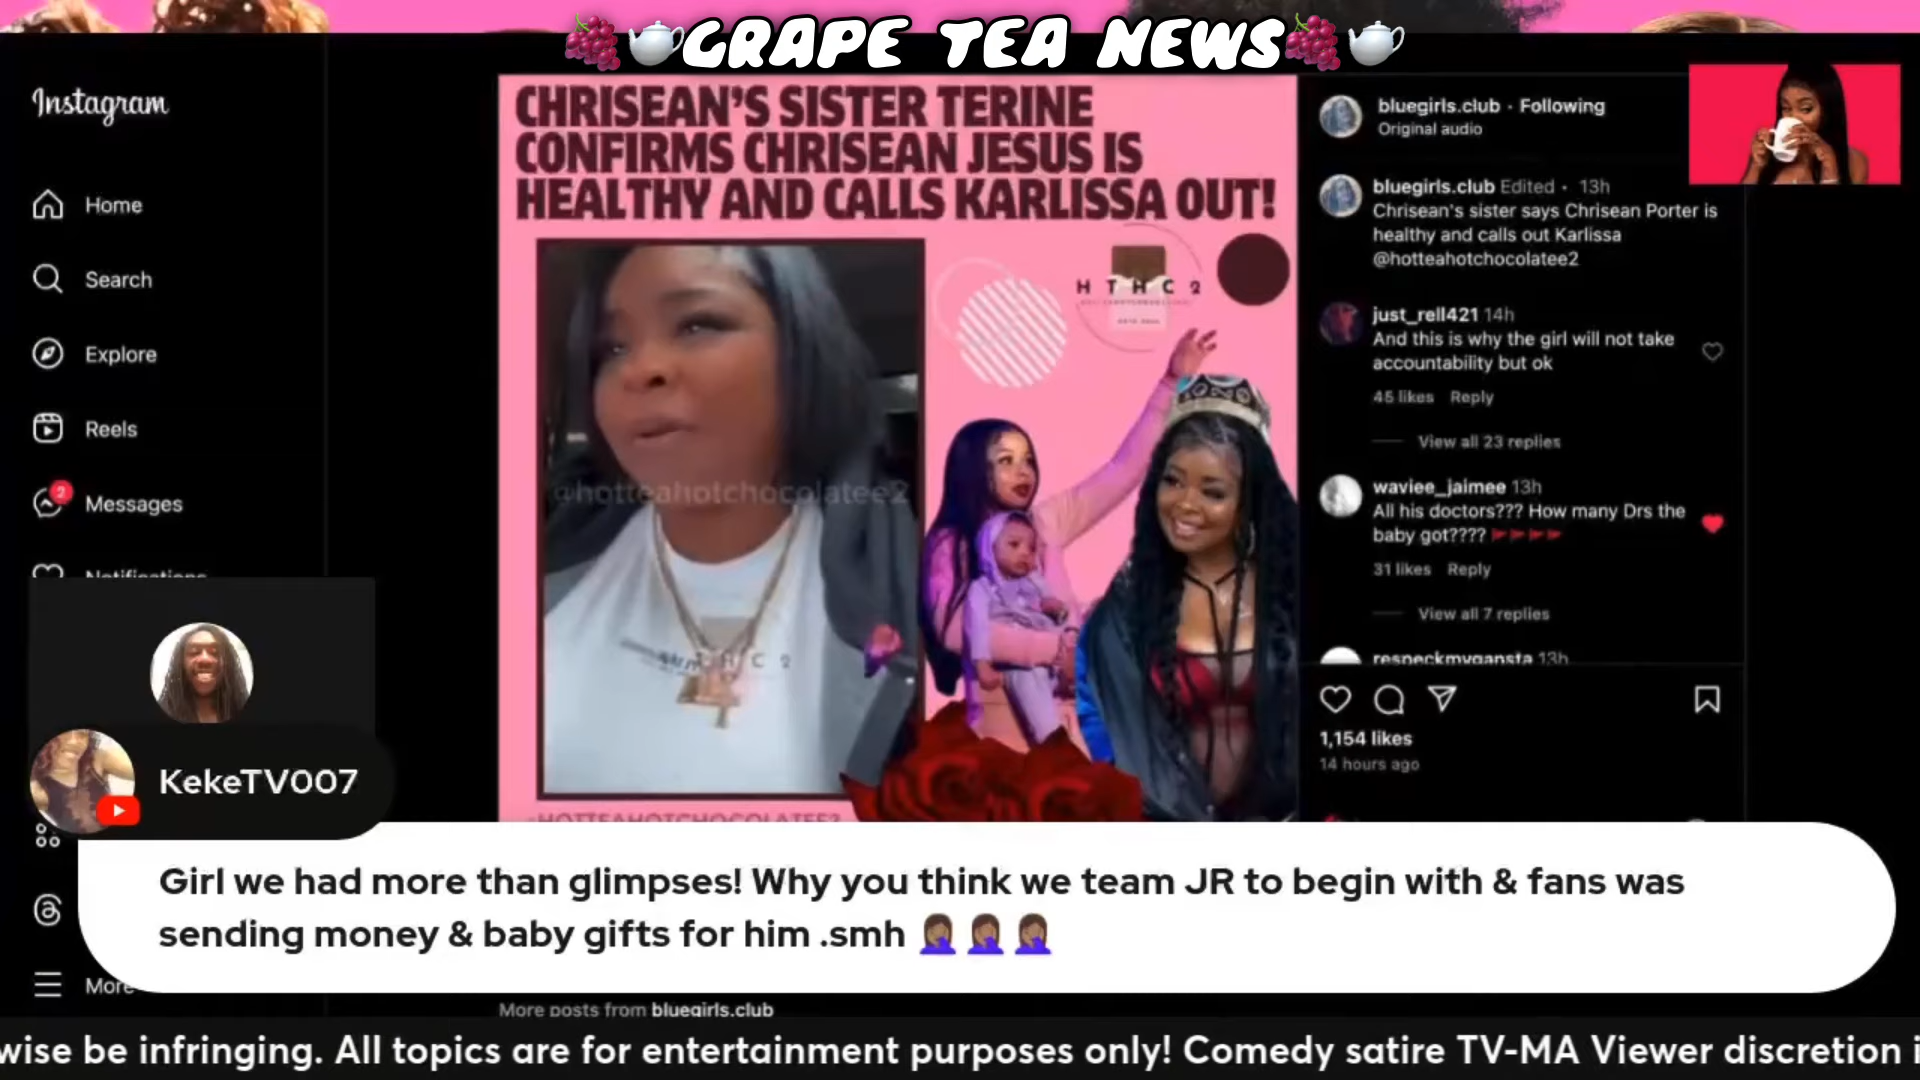 GRAPE TEA NEWS
Instagram
Home
Search
Explore
Reels
2
Messages
Notifications
More
CHRISEAN'S SISTER TERINE
CONFIRMS CHRISEAN JESUS IS
HEALTHY AND CALLS KARLISSA OUT!
@hotteahotchocolatee2
H T H C 2
H C 2
HOTTEAHOTCHOCOLATEE2
bluegirls.club · Following
Original audio
bluegirls.club Edited · 13h
Chrisean's sister says Chrisean Porter is
healthy and calls out Karlissa
@hotteahotchocolatee2
just_rell421 14h
And this is why the girl will not take
accountability but ok
45 likes Reply
View all 23 replies
waviee_jaimee 13h
All his doctors??? How many Drs the
baby got????🚩🚩🚩🚩
31 likes Reply
View all 7 replies
respeckmygangsta 13h
1,154 likes
14 hours ago
KekeTV007
Girl we had more than glimpses! Why you think we team JR to begin with & fans was
sending money & baby gifts for him .smh 🤦🏽‍♀️🤦🏽‍♀️🤦🏽‍♀️
More posts from bluegirls.club
wise be infringing. All topics are for entertainment purposes only! Comedy satire TV-MA Viewer discretion i